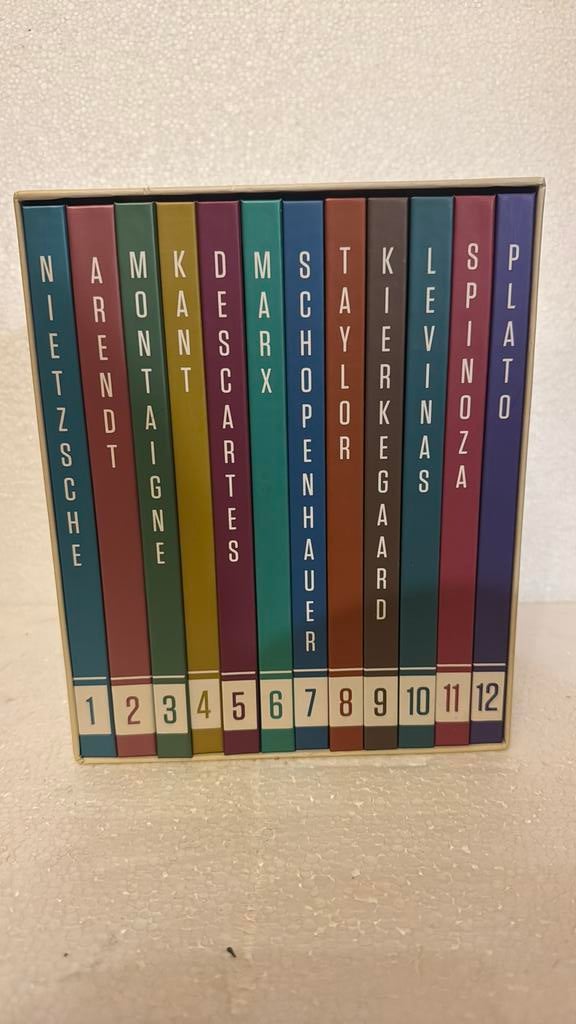 NIETZSCHE
1
ARENDT
2
MONTAIGNE
3
KANT
4
DESCARTES
5
MARX
6
SCHOPENHAUER
7
TAYLOR
8
KIERKEGAARD
9
LEVINAS
10
SPINOZA
11
PLATO
12